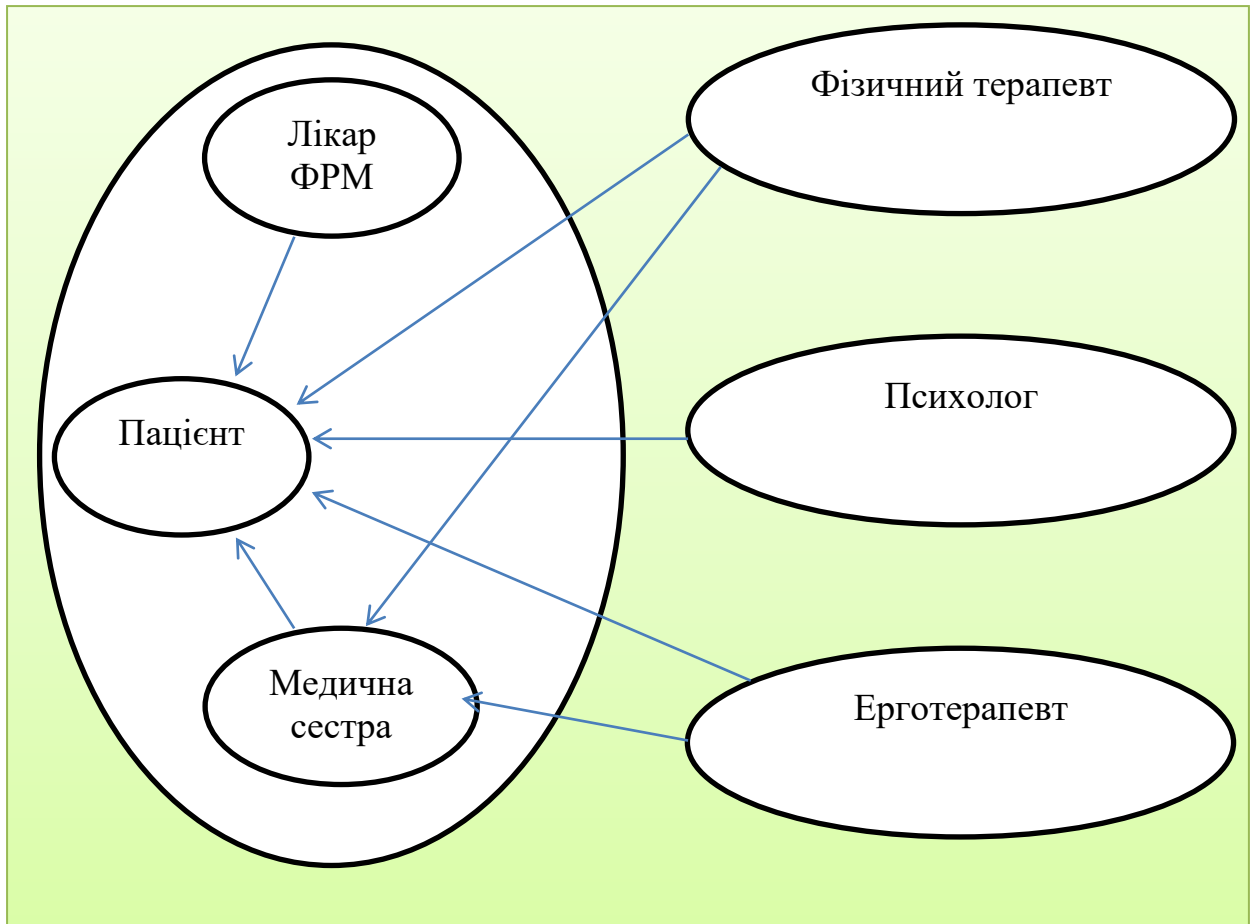 Лікар
ФРМ
Пацієнт
Медична
сестра
Фізичний терапевт
Психолог
Ерготерапевт